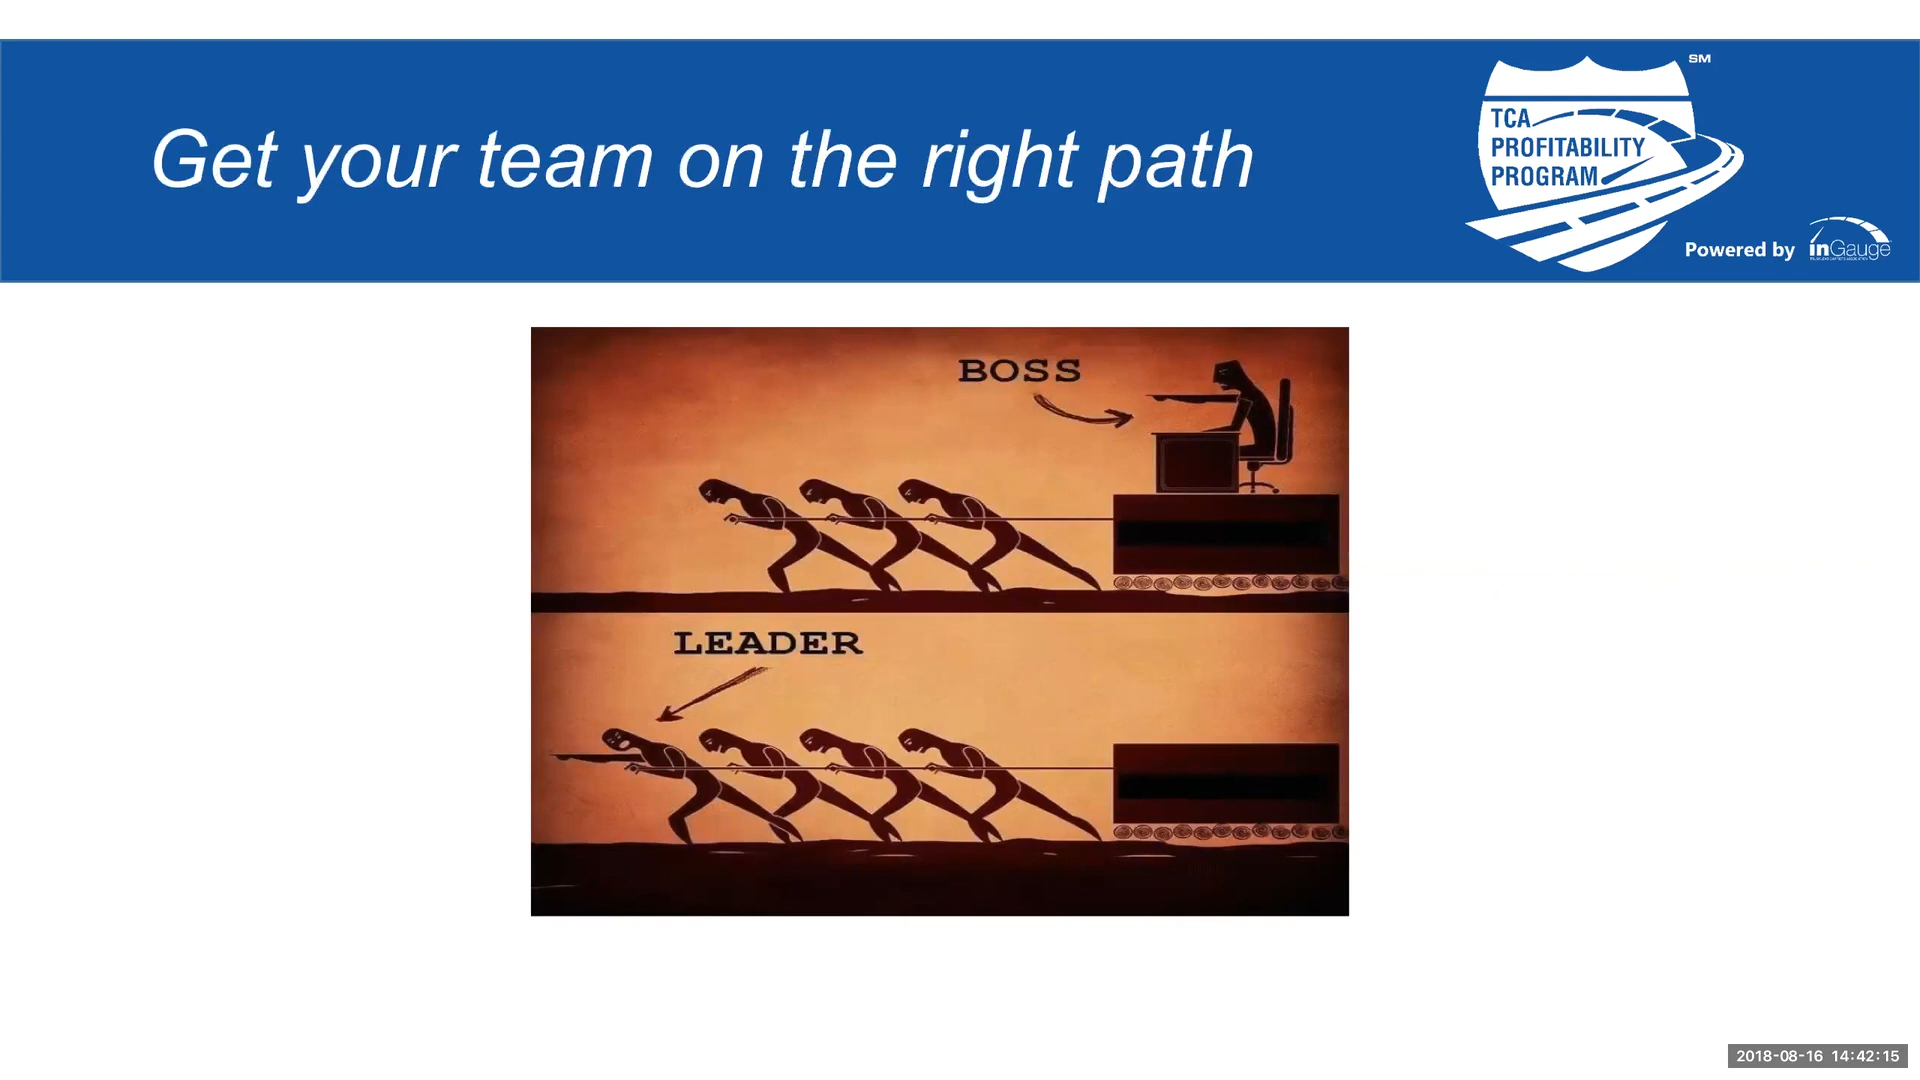 Get your team on the right path
SM
TCA
PROFITABILITY
PROGRAM
Powered by inGauge
BOSS
LEADER
2018-08-16 14:42:15